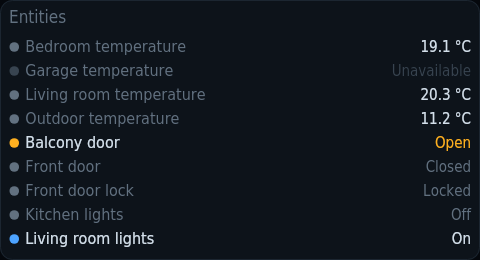 Entities
Bedroom temperature 19.1 °C
Garage temperature Unavailable
Living room temperature 20.3 °C
Outdoor temperature 11.2 °C
Balcony door Open
Front door Closed
Front door lock Locked
Kitchen lights Off
Living room lights On